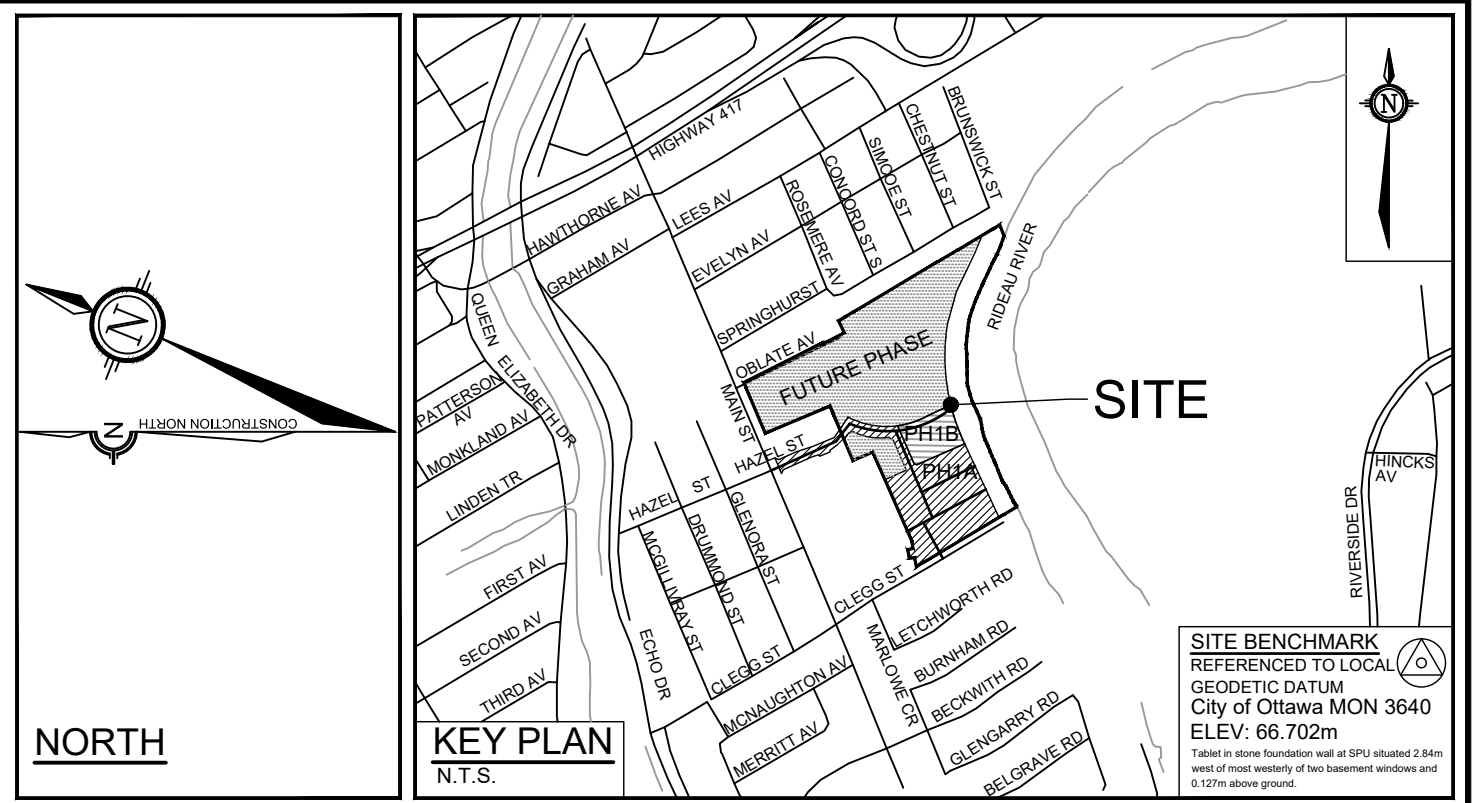 N
CONSTRUCTION NORTH
N
NORTH
N
HIGHWAY 417
BRUNSWICK ST
CHESTNUT ST
SIMCOE ST
CONCORD ST S
ROSEMERE AV
HAWTHORNE AV
LEES AV
GRAHAM AV
EVELYN AV
SPRINGHURST
OBLATE AV
RIDEAU RIVER
QUEEN ELIZABETH DR
FUTURE PHASE
SITE
PATTERSON
AV
MAIN ST
MONKLAND AV
HAZEL ST
PH1B
PH1A
LINDEN TR
HAZEL ST
GLENORA ST
DRUMMOND ST
MCGILLIVRAY ST
HINCKS
AV
RIVERSIDE DR
FIRST AV
SECOND AV
THIRD AV
ECHO DR
CLEGG ST
CLEGG ST
LETCHWORTH RD
MARLOWE CR
BURNHAM RD
MCNAUGHTON AV
BECKWITH RD
MERRITT AV
GLENGARRY RD
BELGRAVE RD
KEY PLAN
N.T.S.
SITE BENCHMARK
REFERENCED TO LOCAL
GEODETIC DATUM
City of Ottawa MON 3640
ELEV: 66.702m
Tablet in stone foundation wall at SPU situated 2.84m
west of most westerly of two basement windows and
0.127m above ground.